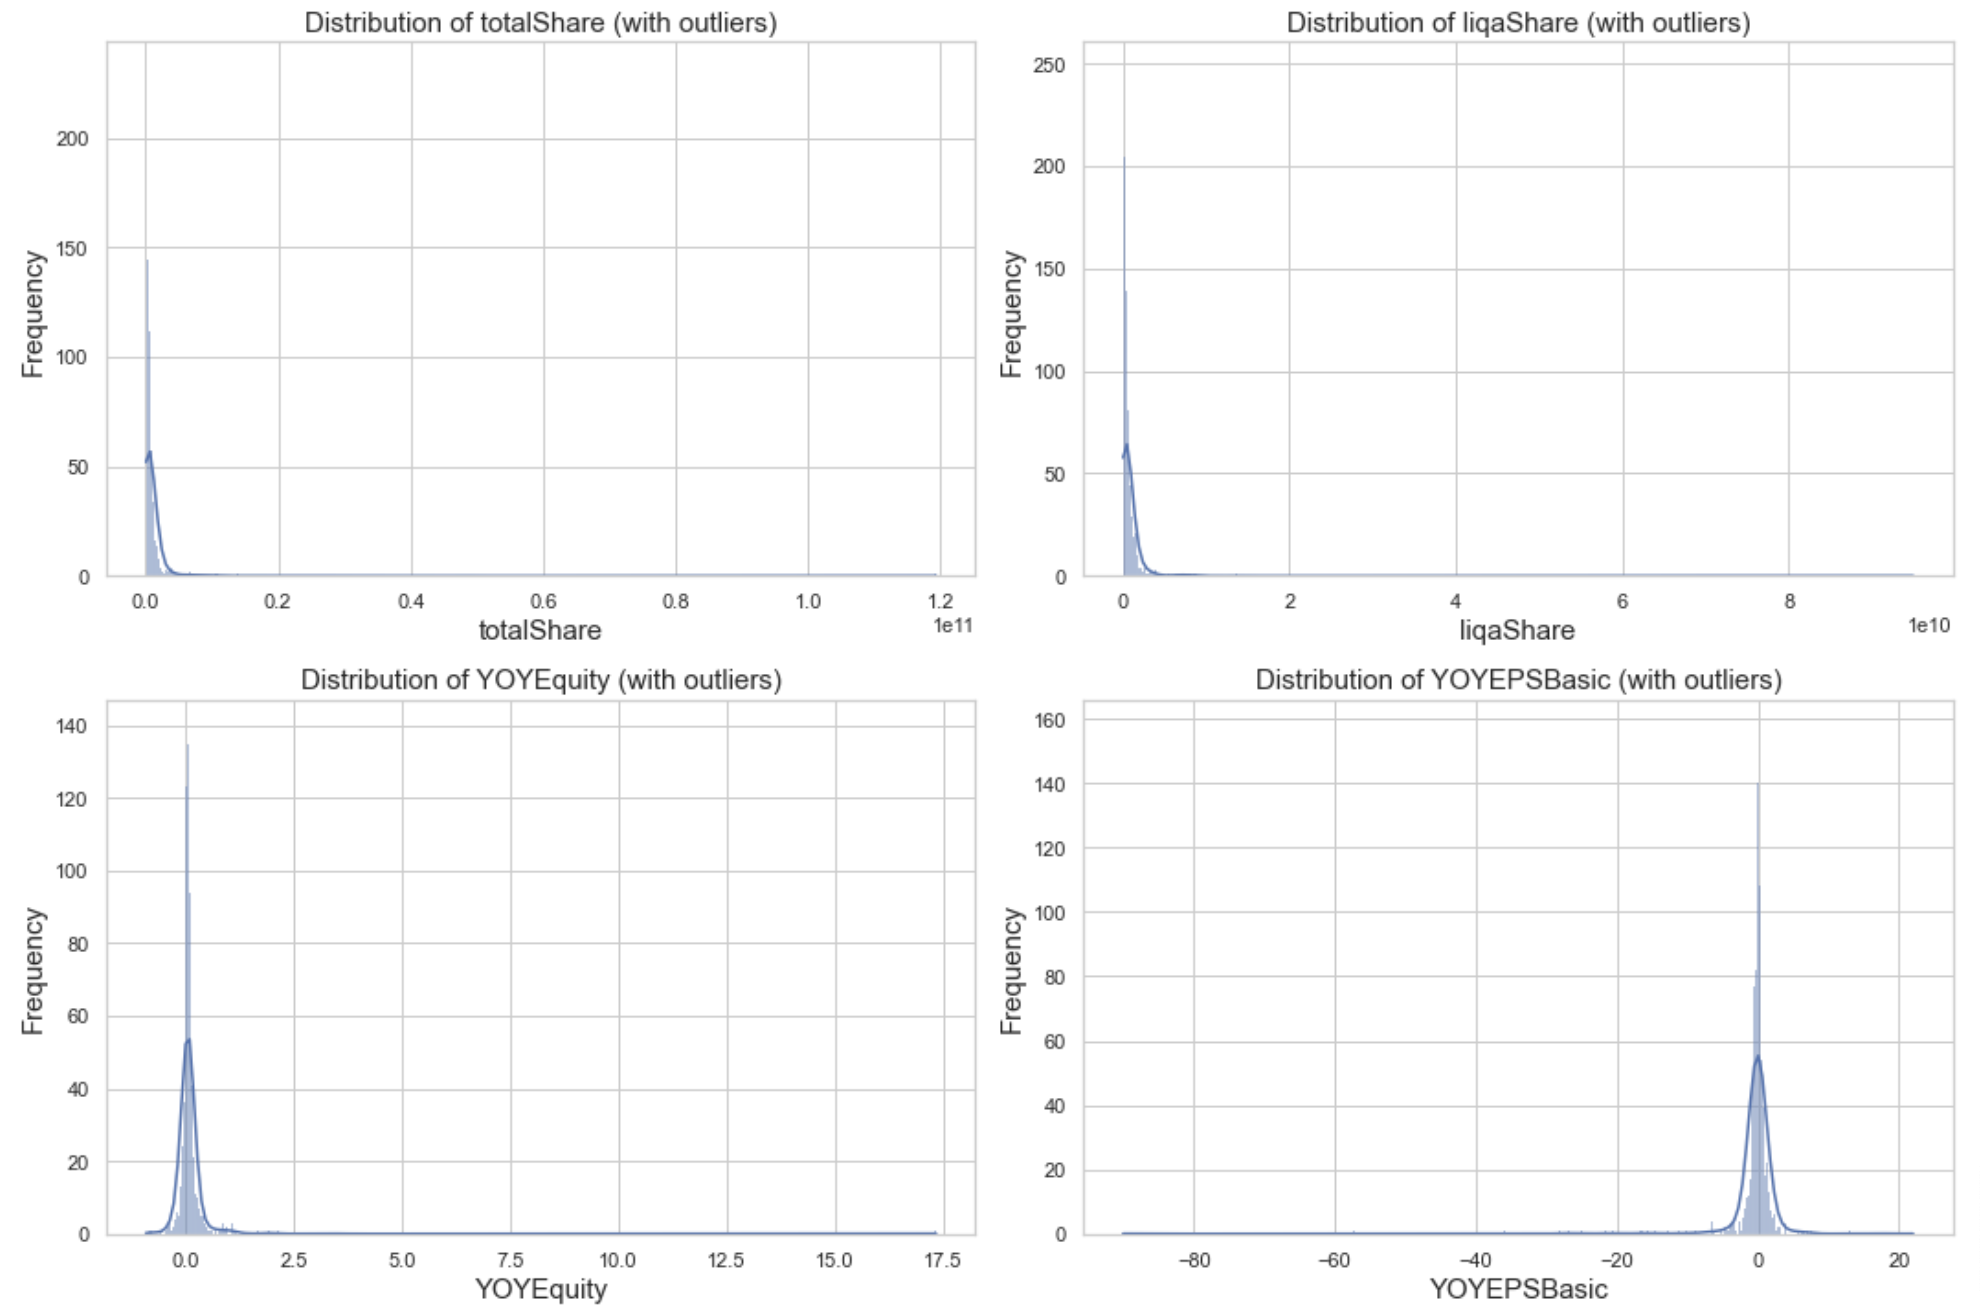 Distribution of totalShare (with outliers)
200
150
100
50
0
Frequency
0.0 0.2 0.4 0.6 0.8 1.0 1.2
1e11
totalShare
Distribution of liqaShare (with outliers)
250
200
150
100
50
0
Frequency
0 2 4 6 8
1e10
liqaShare
Distribution of YOYEquity (with outliers)
140
120
100
80
60
40
20
0
Frequency
0.0 2.5 5.0 7.5 10.0 12.5 15.0 17.5
YOYEquity
Distribution of YOYEPSBasic (with outliers)
160
140
120
100
80
60
40
20
0
Frequency
−80 −60 −40 −20 0 20
YOYEPSBasic